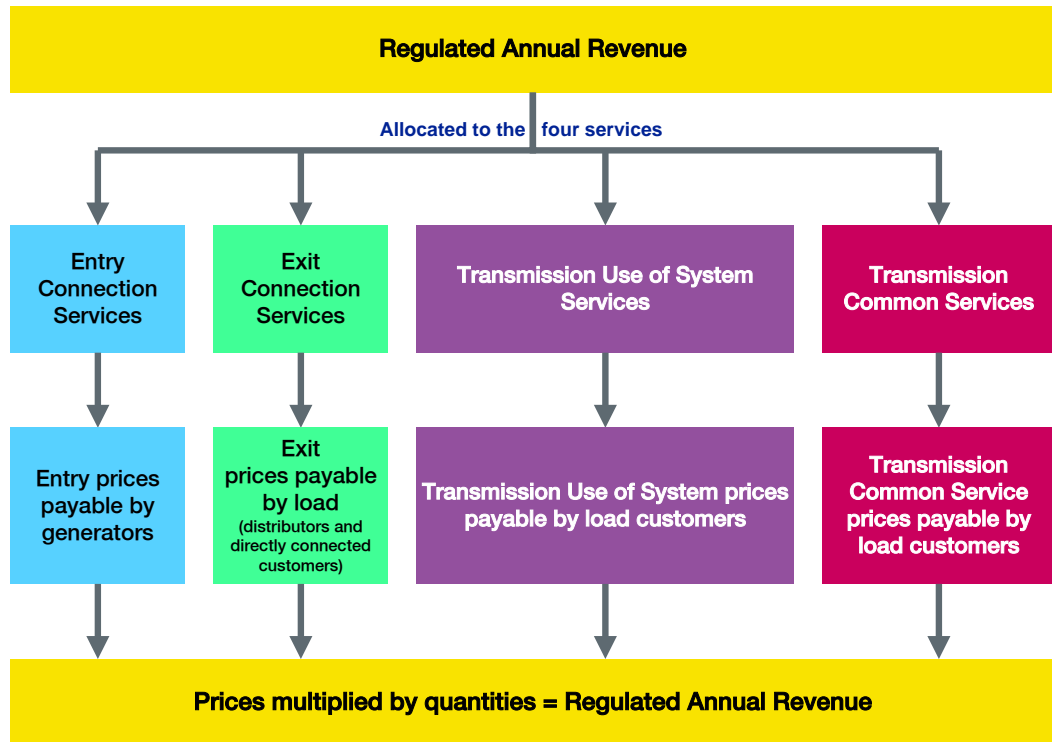 Regulated Annual Revenue
Allocated to the four services
Entry
Connection
Services
Exit
Connection
Services
Transmission Use of System
Services
Transmission
Common Services
Entry prices
payable by
generators
Exit
prices payable
by load
(distributors and
directly connected
customers)
Transmission Use of System prices
payable by load customers
Transmission
Common Service
prices payable by
load customers
Prices multiplied by quantities = Regulated Annual Revenue